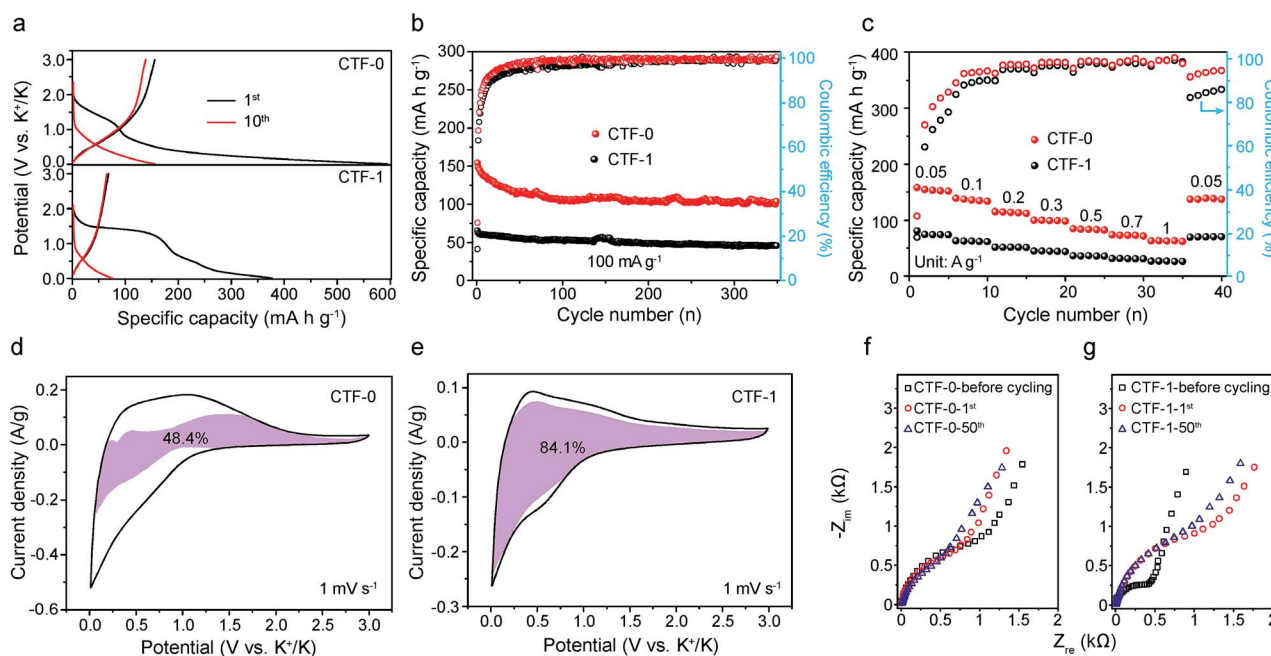 a
CTF-0
1st
10th
CTF-1
Potential (V vs. K+/K)
3.0
2.0
1.0
0.0
3.0
2.0
1.0
0.0
0 100 200 300 400 500 600
Specific capacity (mA h g-1)
b
Specific capacity (mA h g-1)
300
250
200
150
100
50
0
CTF-0
CTF-1
100 mA g-1
100
80
60
40
20
0
Coulombic efficiency (%)
0 100 200 300
Cycle number (n)
c
Specific capacity (mA h g-1)
400
300
200
100
0
CTF-0
CTF-1
0.05 0.1 0.2 0.3 0.5 0.7 1 0.05
Unit: A g-1
100
80
60
40
20
0
Coulombic efficiency (%)
0 10 20 30 40
Cycle number (n)
d
Current density (A/g)
0.4
0.2
0.0
-0.2
-0.4
-0.6
CTF-0
48.4%
1 mV s-1
0.0 0.5 1.0 1.5 2.0 2.5 3.0
Potential (V vs. K+/K)
e
Current density (A/g)
0.2
0.1
0.0
-0.1
-0.2
-0.3
CTF-1
84.1%
1 mV s-1
0.0 0.5 1.0 1.5 2.0 2.5 3.0
Potential (V vs. K+/K)
f
-Zim (kΩ)
2.5
2
1.5
1
0.5
0
CTF-0-before cycling
CTF-0-1st
CTF-0-50th
0 0.5 1 1.5 2
g
2.5
2
1.5
1
0.5
0
CTF-1-before cycling
CTF-1-1st
CTF-1-50th
0 0.5 1 1.5 2
Zre (kΩ)